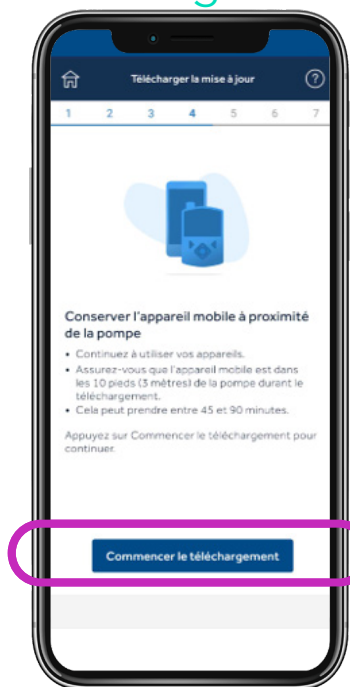 Télécharger la mise à jour
?
1 2 3 4 5 6 7
Conserver l'appareil mobile à proximité
de la pompe
• Continuez à utiliser vos appareils.
• Assurez-vous que l'appareil mobile est dans
les 10 pieds (3 mètres) de la pompe durant le
téléchargement.
• Cela peut prendre entre 45 et 90 minutes.
Appuyez sur Commencer le téléchargement pour
continuer.
Commencer le téléchargement